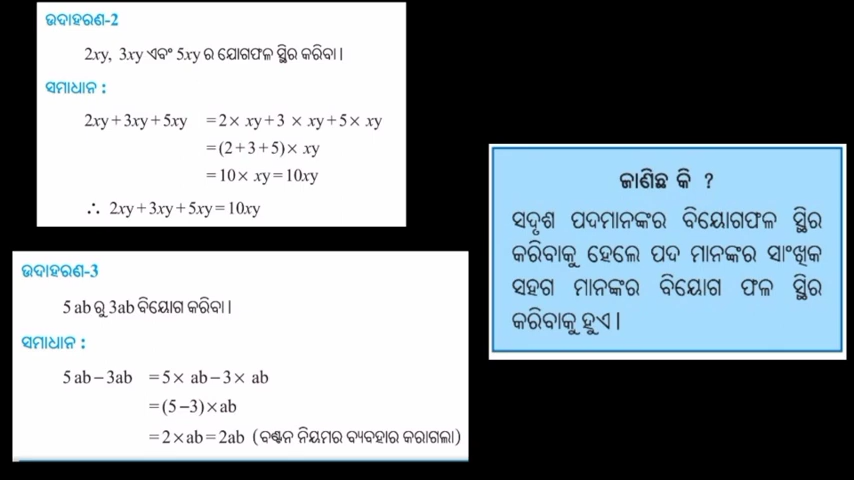 ଉଦାହରଣ-2
2xy, 3xy ଏବଂ 5xy ର ଯୋଗଫଳ ସ୍ଥିର କରିବା |
ସମାଧାନ :
2xy + 3xy + 5xy = 2 × xy + 3 × xy + 5 × xy
= (2 + 3 + 5) × xy
= 10 × xy = 10xy
∴ 2xy + 3xy + 5xy = 10xy
ଉଦାହରଣ-3
5 ab ରୁ 3ab ବିୟୋଗ କରିବା |
ସମାଧାନ :
5 ab – 3ab = 5 × ab – 3 × ab
= (5 –3) × ab
= 2 × ab = 2ab (ବଣ୍ଟନ ନିୟମର ବ୍ୟବହାର କରାଗଲା)
ଜାଣିଛ କି ?
ସଦୃଶ ପଦମାନଙ୍କର ବିୟୋଗଫଳ ସ୍ଥିର
କରିବାକୁ ହେଲେ ପଦ ମାନଙ୍କର ସାଂଖିକ
ସହଗ ମାନଙ୍କର ବିୟୋଗ ଫଳ ସ୍ଥିର
କରିବାକୁ ହୁଏ |